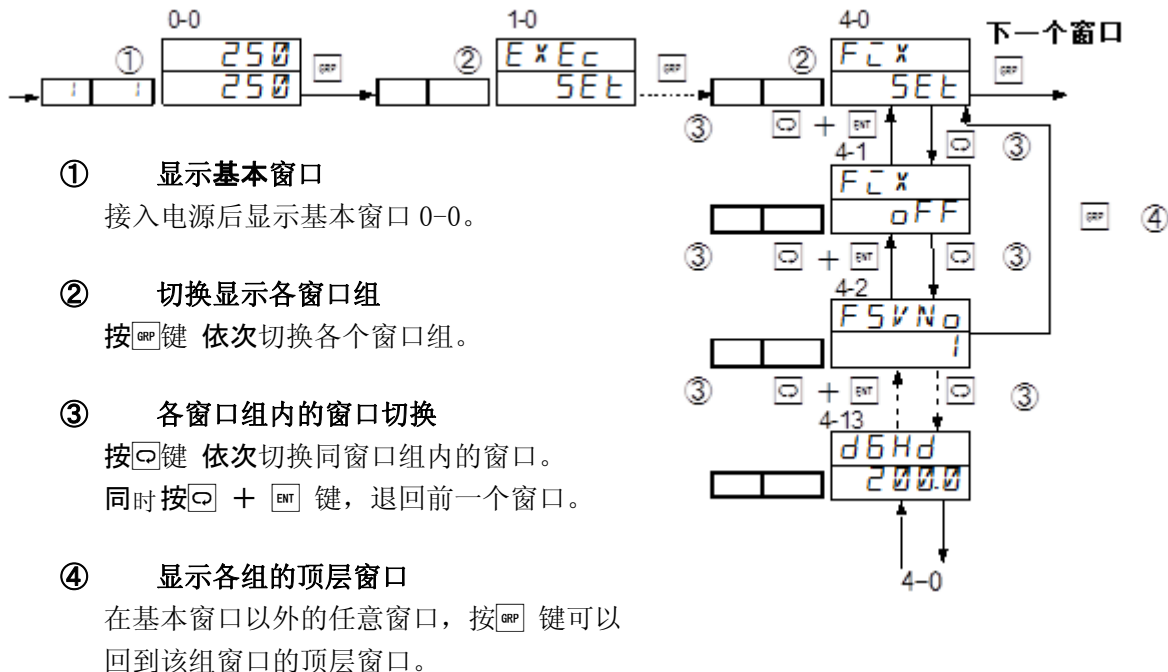 0-0 1-0 4-0 下一个窗口
① 250 GRP ② EXEC GRP ② FIX GRP
1 1 250 SEt SEt
③ + ENT ③
4-1
FIX
oFF GRP ④
③ + ENT ③
4-2
FSVNo
1
③ + ENT ③
4-13
dGHd
200.0
4-0
① 显示基本窗口
接入电源后显示基本窗口 0-0。
② 切换显示各窗口组
按GRP键 依次切换各个窗口组。
③ 各窗口组内的窗口切换
按键 依次切换同窗口组内的窗口。
同时按 + ENT 键，退回前一个窗口。
④ 显示各组的顶层窗口
在基本窗口以外的任意窗口，按GRP 键可以
回到该组窗口的顶层窗口。